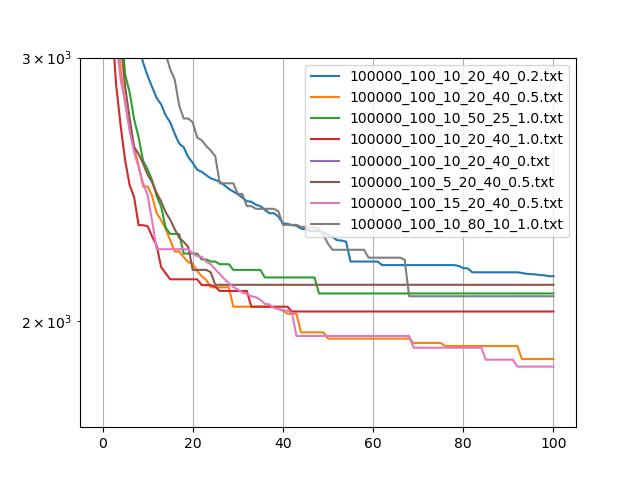 3 × 10³
2 × 10³
100000_100_10_20_40_0.2.txt
100000_100_10_20_40_0.5.txt
100000_100_10_50_25_1.0.txt
100000_100_10_20_40_1.0.txt
100000_100_10_20_40_0.txt
100000_100_5_20_40_0.5.txt
100000_100_15_20_40_0.5.txt
100000_100_10_80_10_1.0.txt
0 20 40 60 80 100